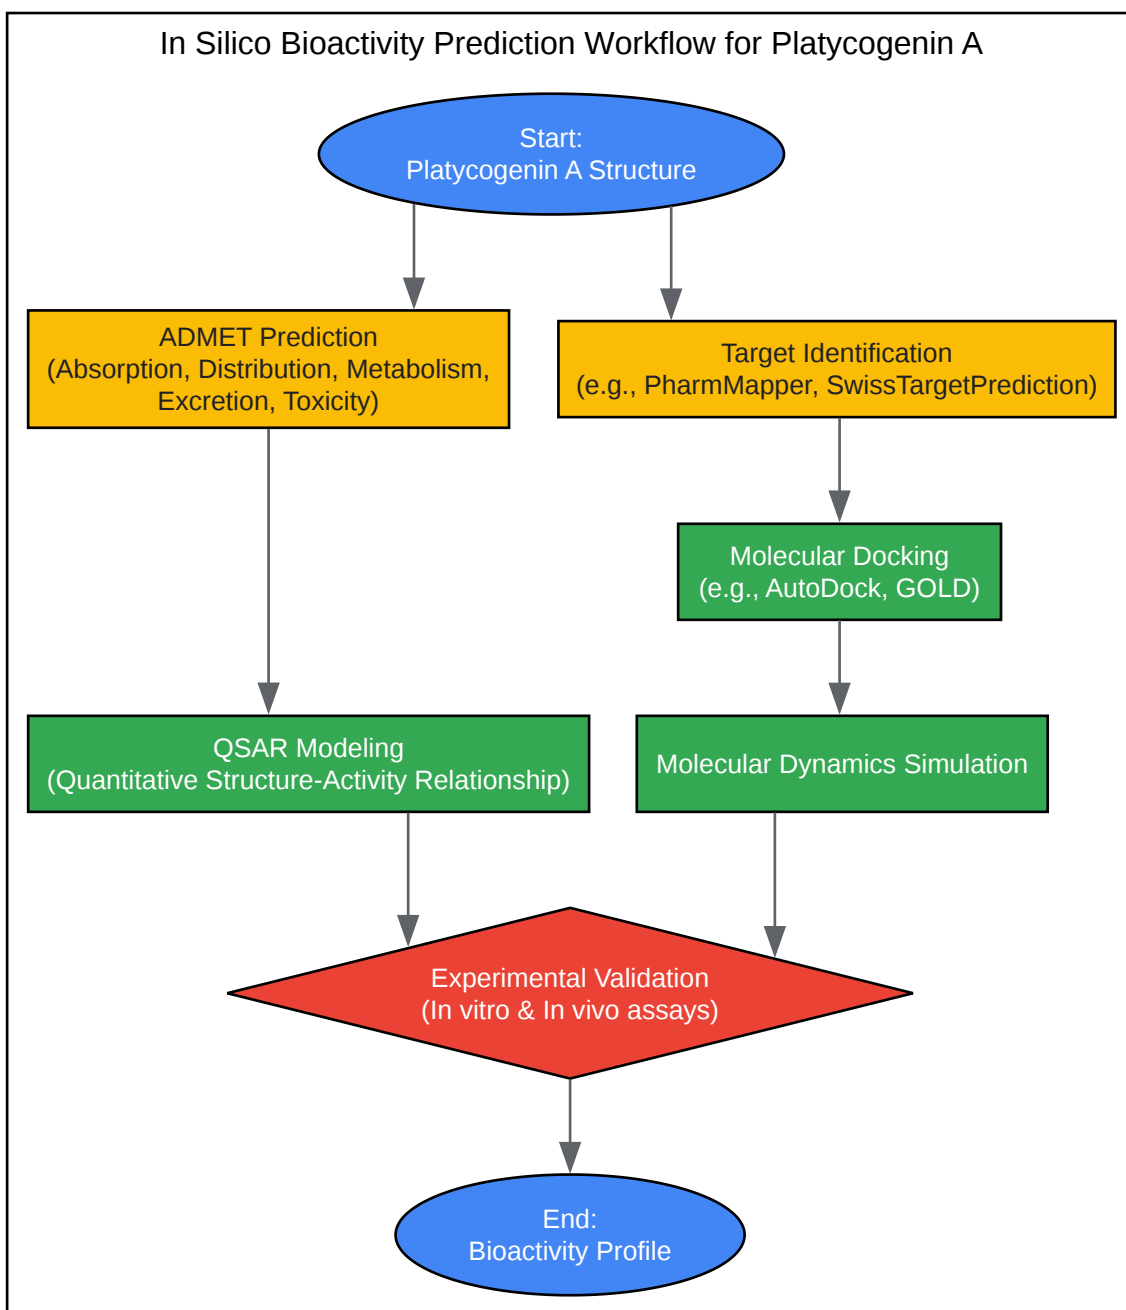 In Silico Bioactivity Prediction Workflow for Platycogenin A
Start:
Platycogenin A Structure
ADMET Prediction
(Absorption, Distribution, Metabolism,
Excretion, Toxicity)
Target Identification
(e.g., PharmMapper, SwissTargetPrediction)
Molecular Docking
(e.g., AutoDock, GOLD)
QSAR Modeling
(Quantitative Structure-Activity Relationship)
Molecular Dynamics Simulation
Experimental Validation
(In vitro & In vivo assays)
End:
Bioactivity Profile